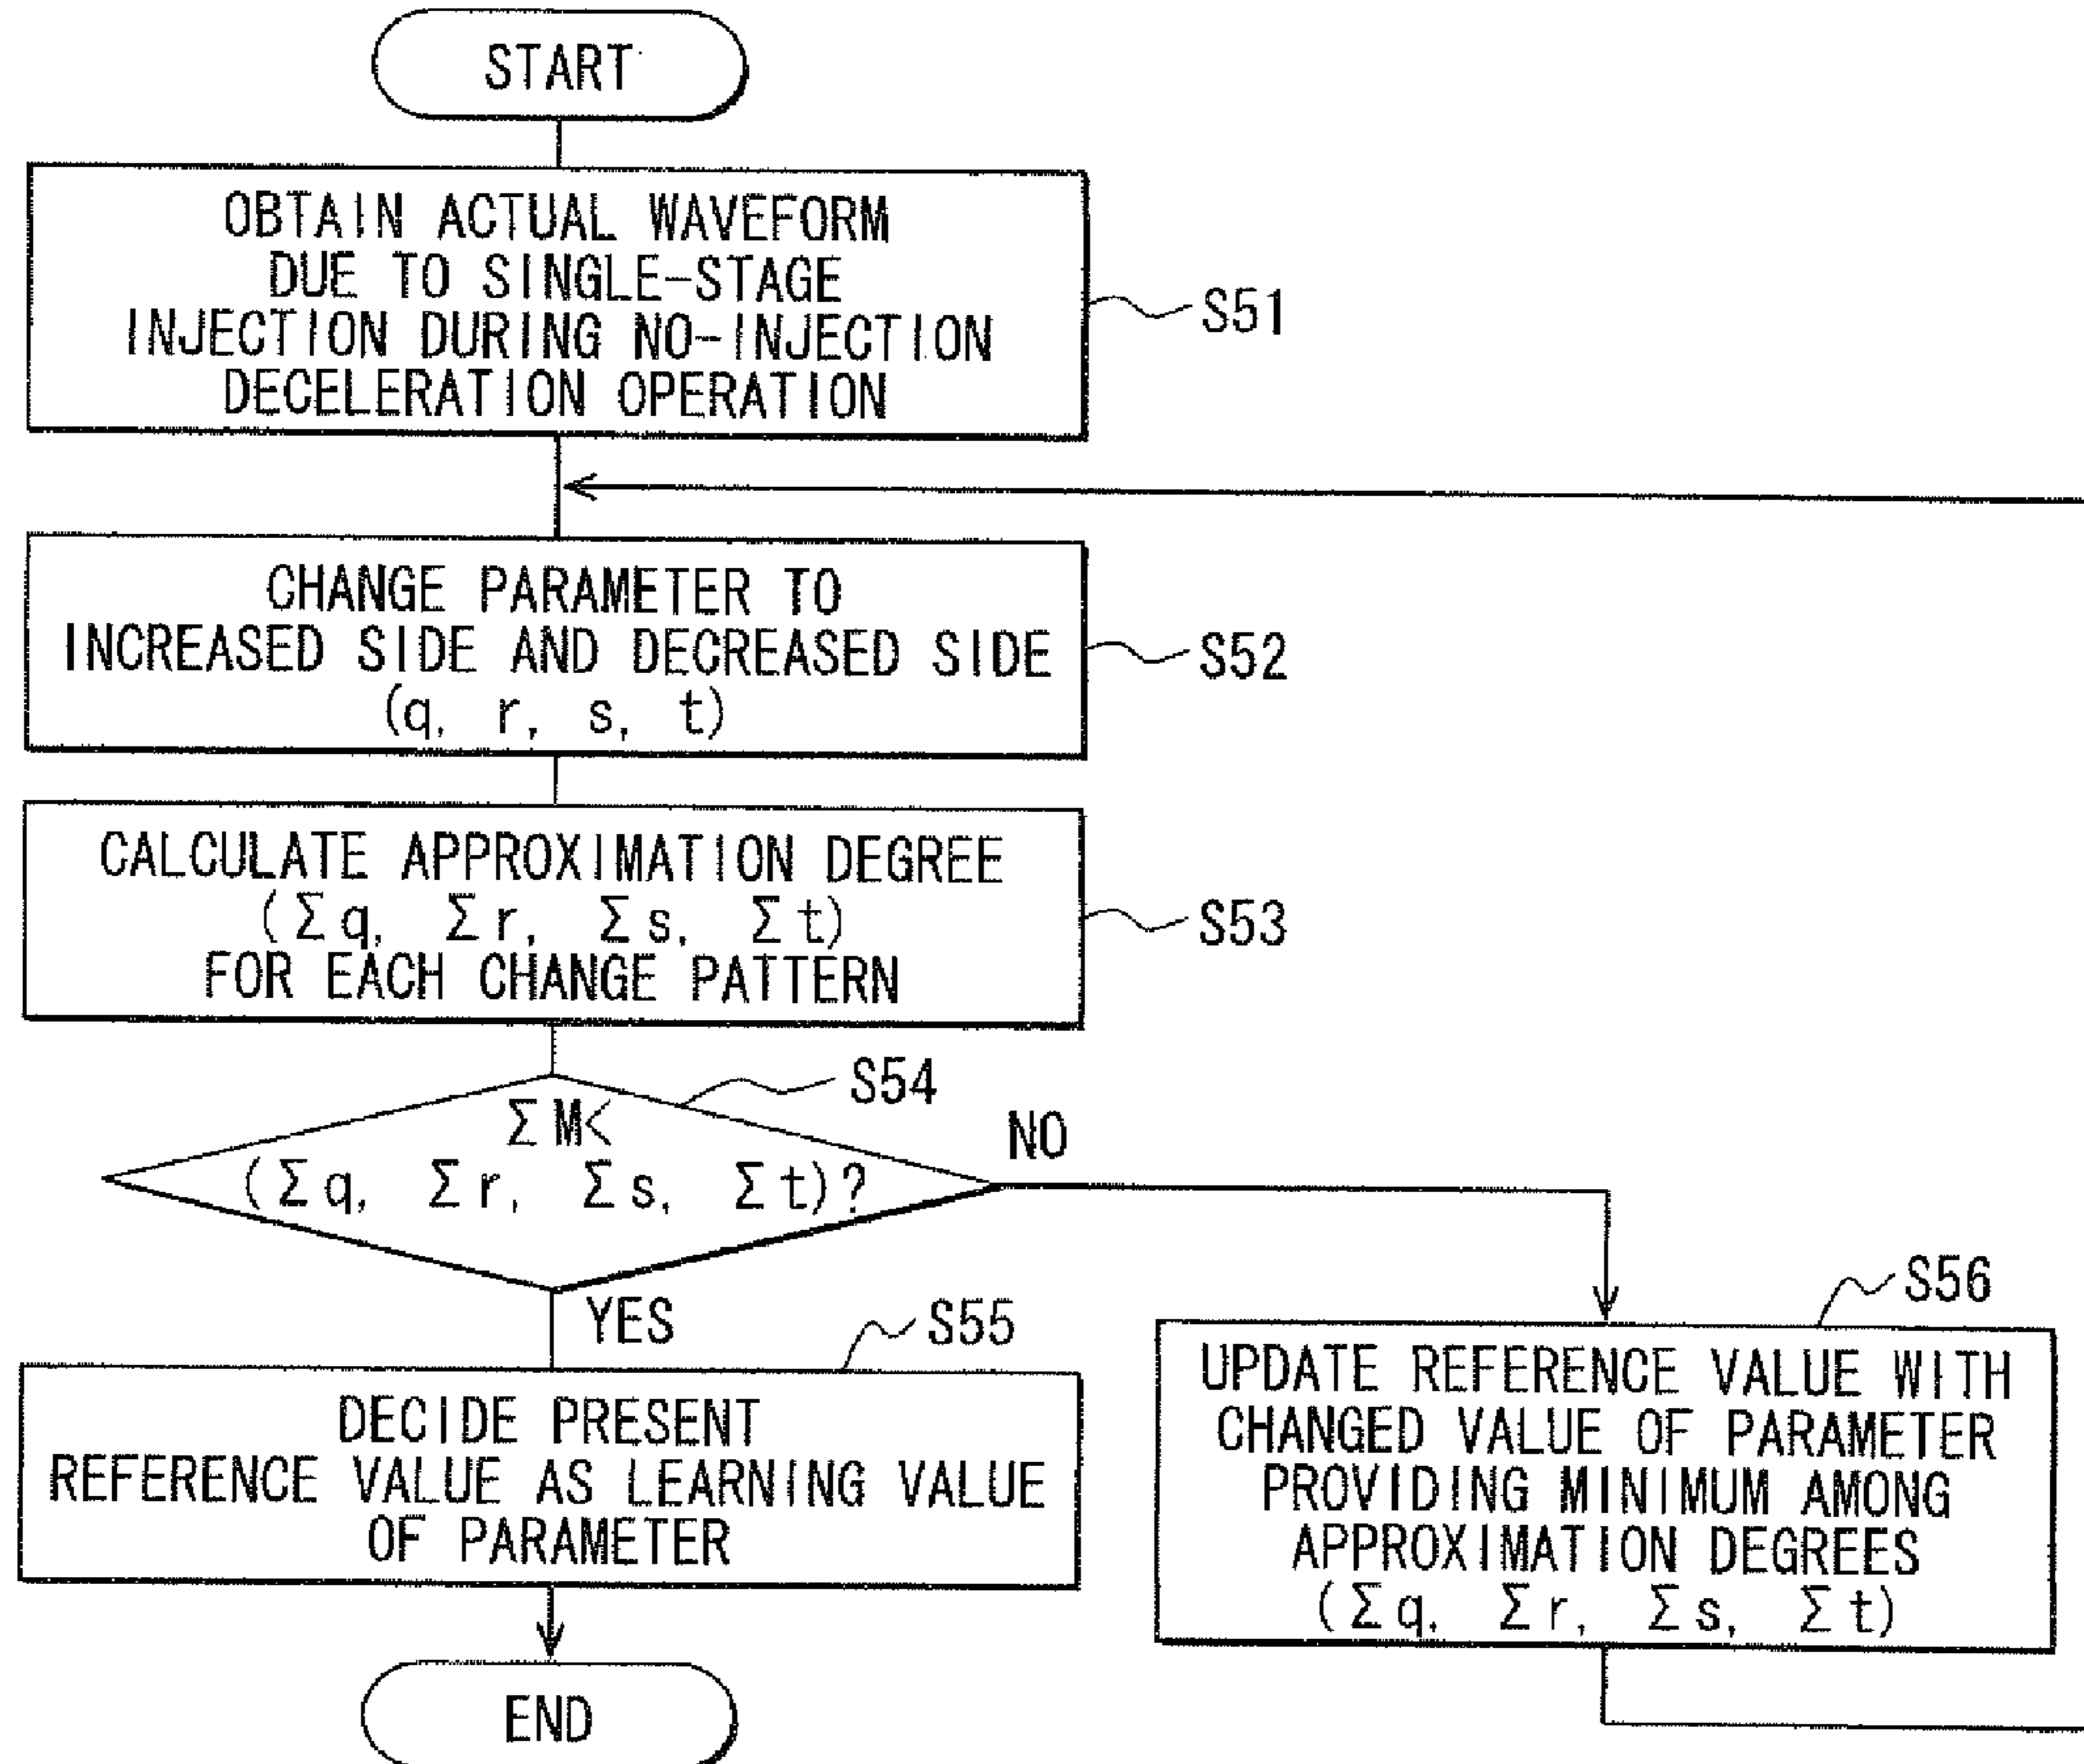 START
OBTAIN ACTUAL WAVEFORM
DUE TO SINGLE-STAGE
INJECTION DURING NO-INJECTION
DECELERATION OPERATION
S51
CHANGE PARAMETER TO
INCREASED SIDE AND DECREASED SIDE
(q, r, s, t)
S52
CALCULATE APPROXIMATION DEGREE
(Σq, Σr, Σs, Σt)
FOR EACH CHANGE PATTERN
S53
S54
ΣM<
(Σq, Σr, Σs, Σt)?
NO
YES
S55
DECIDE PRESENT
REFERENCE VALUE AS LEARNING VALUE
OF PARAMETER
S56
UPDATE REFERENCE VALUE WITH
CHANGED VALUE OF PARAMETER
PROVIDING MINIMUM AMONG
APPROXIMATION DEGREES
(Σq, Σr, Σs, Σt)
END